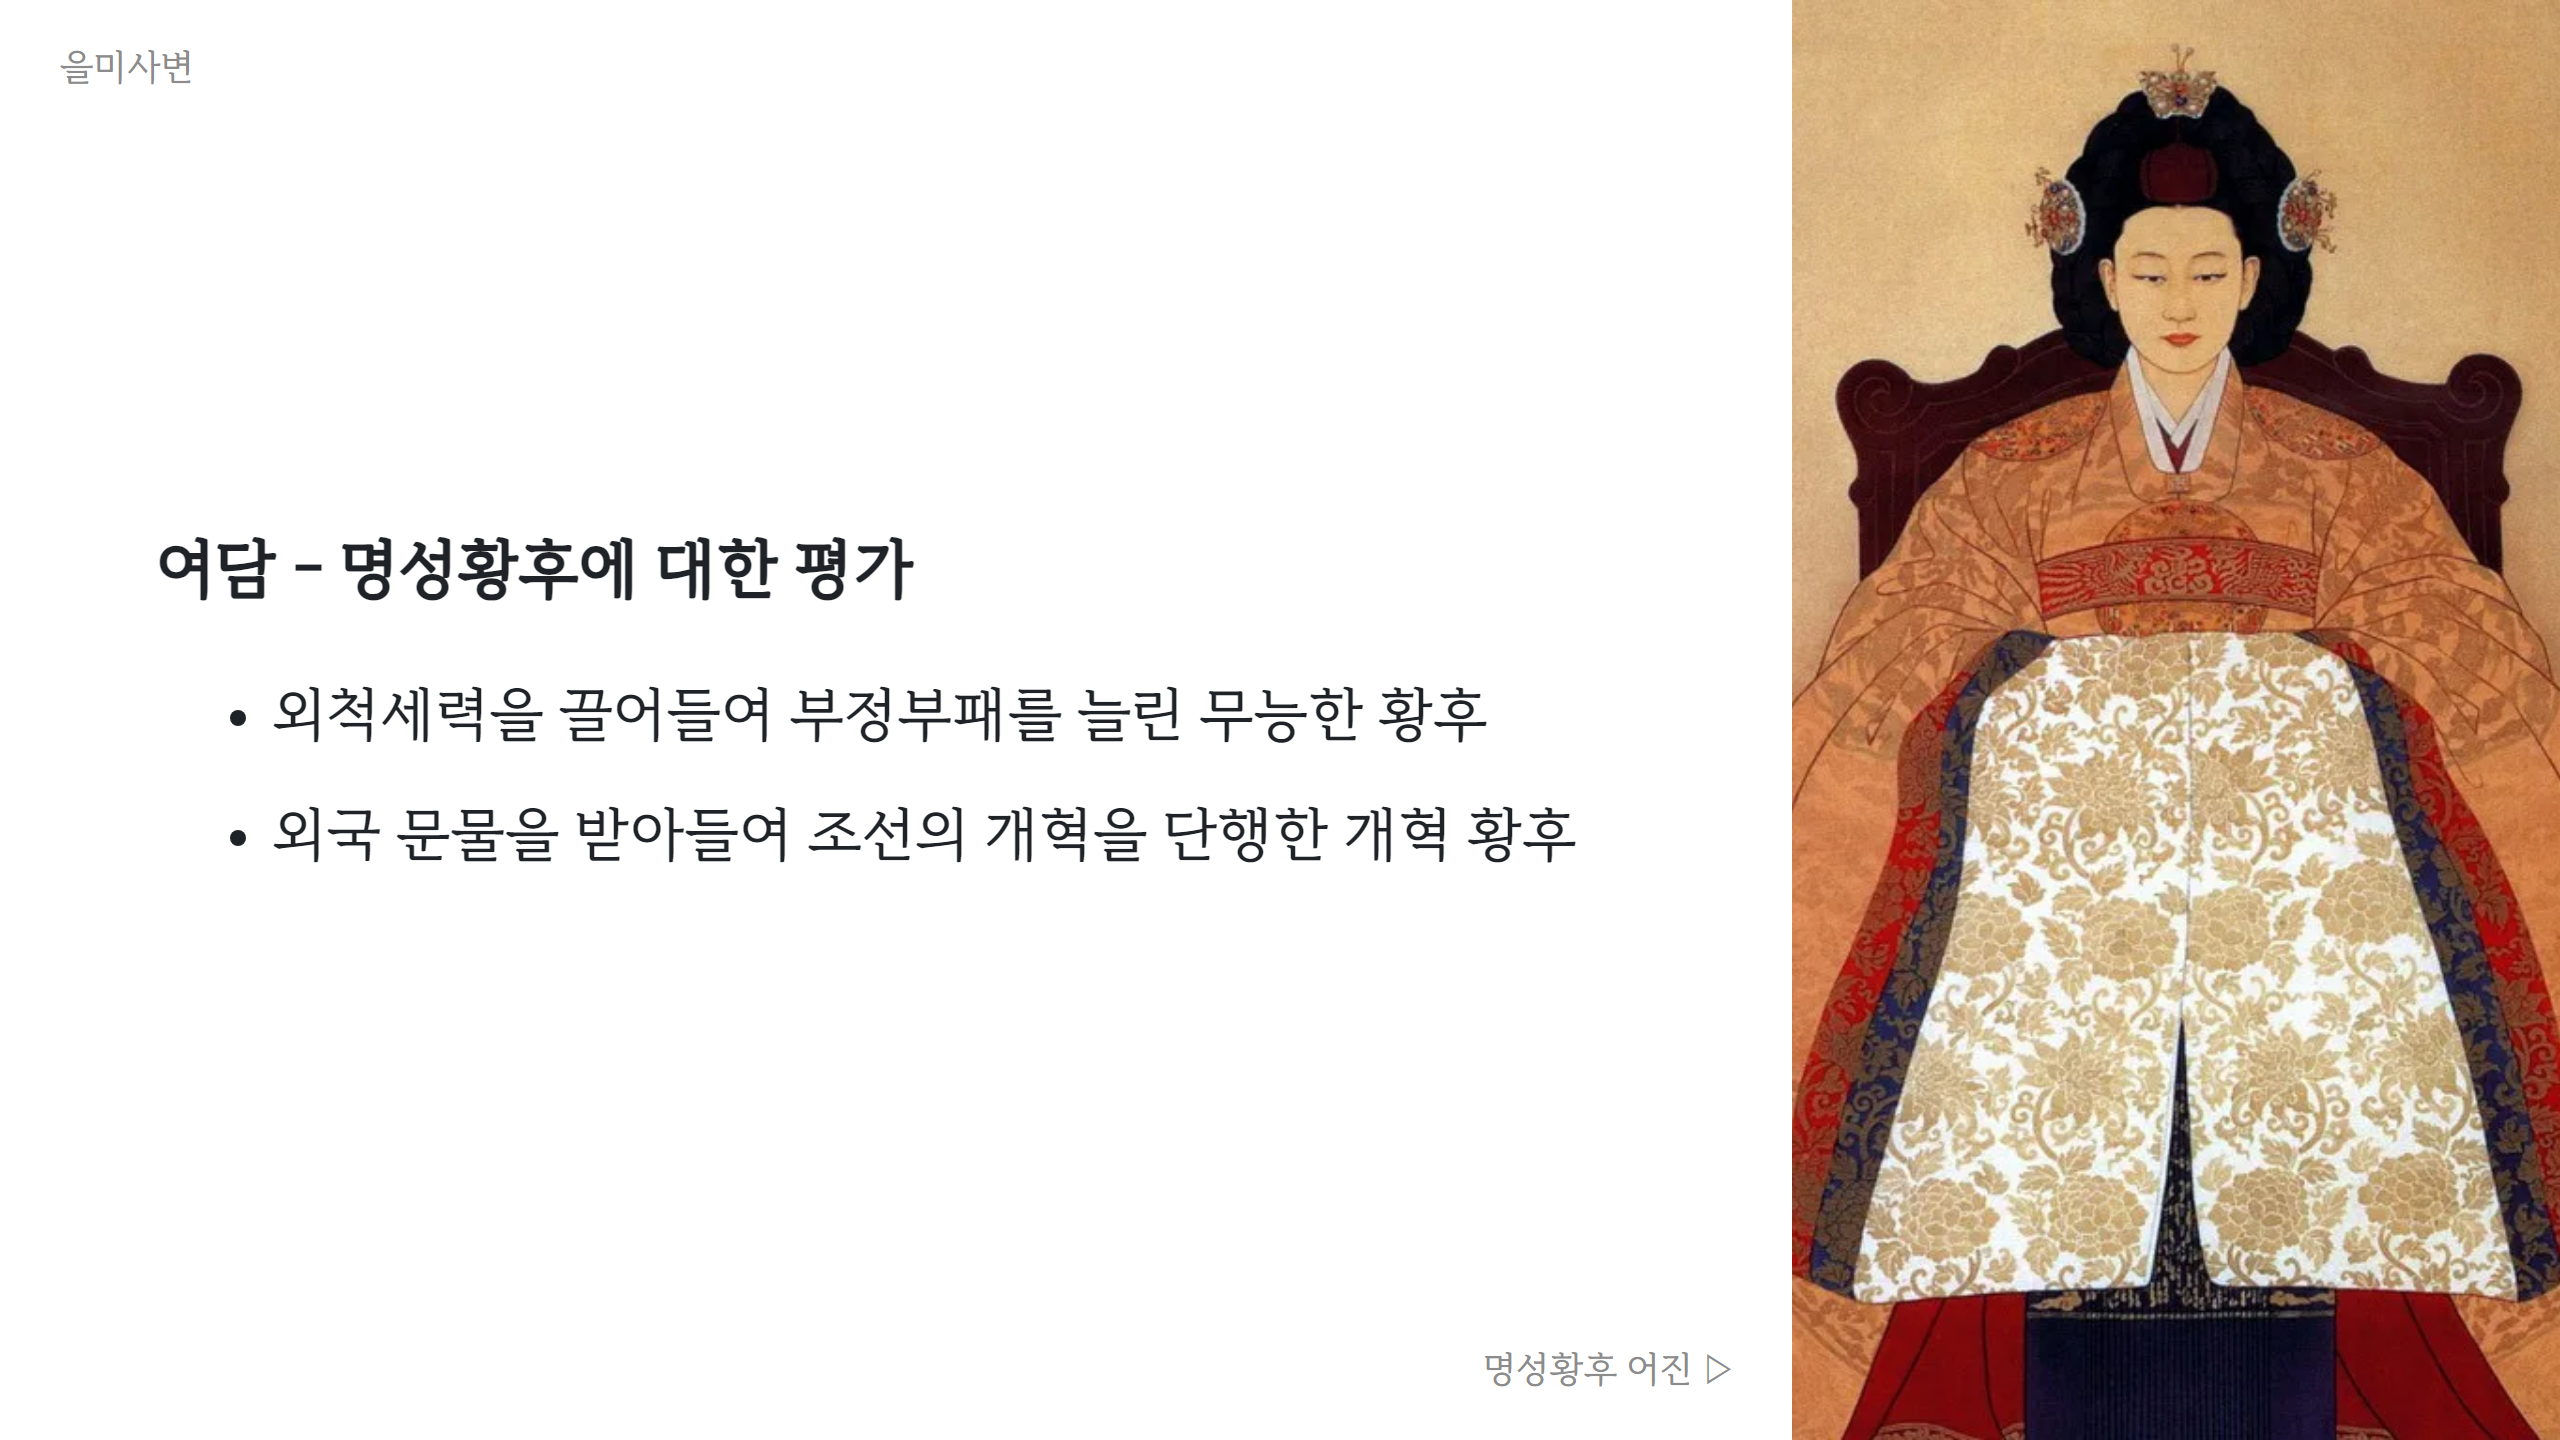 을미사변
여담 – 명성황후에 대한 평가
• 외척세력을 끌어들여 부정부패를 늘린 무능한 황후
• 외국 문물을 받아들여 조선의 개혁을 단행한 개혁 황후
명성황후 어진 ▷